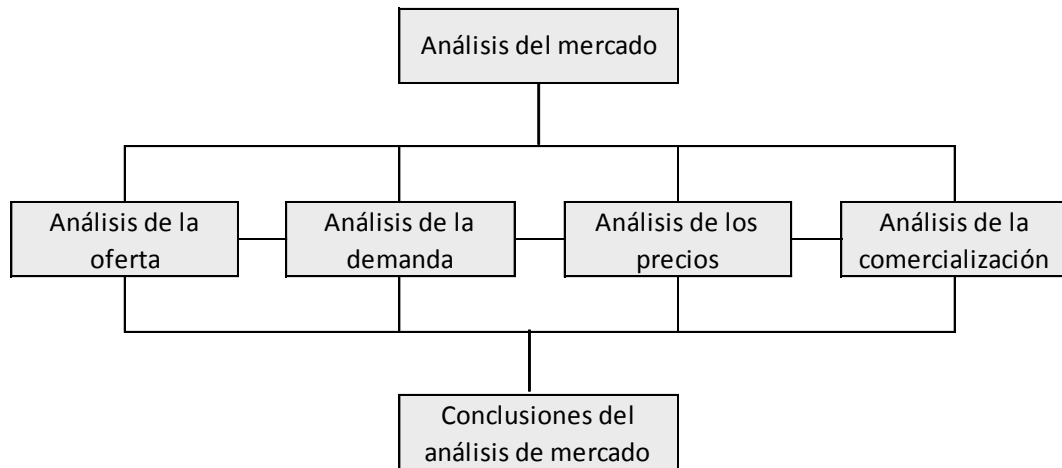 Análisis del mercado
Análisis de la
oferta
Análisis de la
demanda
Análisis de los
precios
Análisis de la
comercialización
Conclusiones del
análisis de mercado